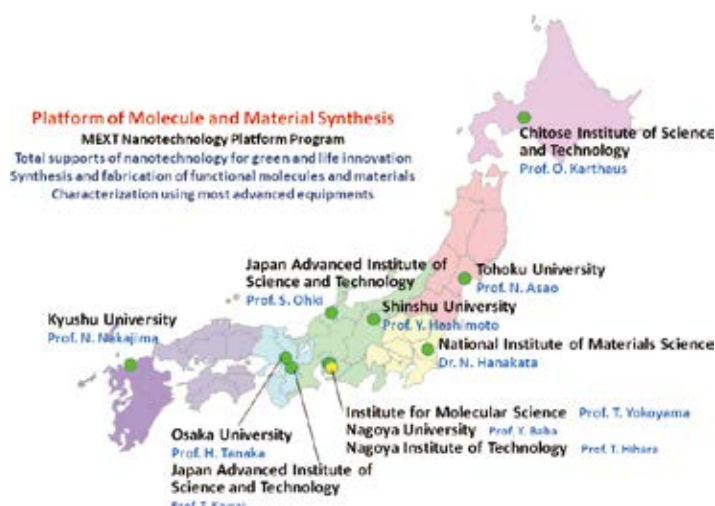 Platform of Molecule and Material Synthesis
MEXT Nanotechnology Platform Program
Total supports of nanotechnology for green and life innovation
Synthesis and fabrication of functional molecules and materials
Characterization using most advanced equipments
Chitose Institute of Science
and Technology
Prof. O. Karthaus
Japan Advanced Institute of
Science and Technology
Prof. S. Ohki
Tohoku University
Prof. N. Asao
Shinshu University
Prof. Y. Hashimoto
Kyushu University
Prof. N. Nakajima
National Institute of Materials Science
Dr. N. Hanakata
Institute for Molecular Science Prof. T. Yokoyama
Nagoya University Prof. Y. Baba
Nagoya Institute of Technology Prof. T. Hihara
Osaka University
Prof. H. Tanaka
Japan Advanced Institute of
Science and Technology